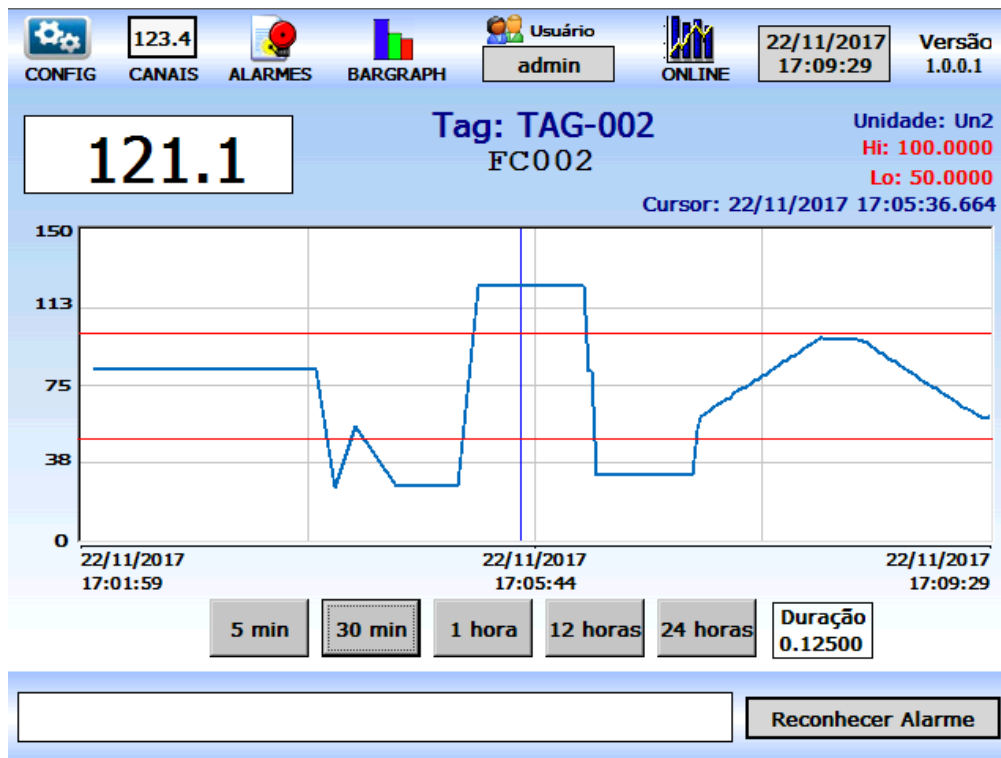 CONFIG
123.4
CANAIS
ALARMES
BARGRAPH
Usuário
admin
ONLINE
22/11/2017
17:09:29
Versão
1.0.0.1
121.1
Tag: TAG-002
FC002
Unidade: Un2
Hi: 100.0000
Lo: 50.0000
Cursor: 22/11/2017 17:05:36.664
150
113
75
38
0
22/11/2017
17:01:59
22/11/2017
17:05:44
22/11/2017
17:09:29
5 min
30 min
1 hora
12 horas
24 horas
Duração
0.12500
Reconhecer Alarme